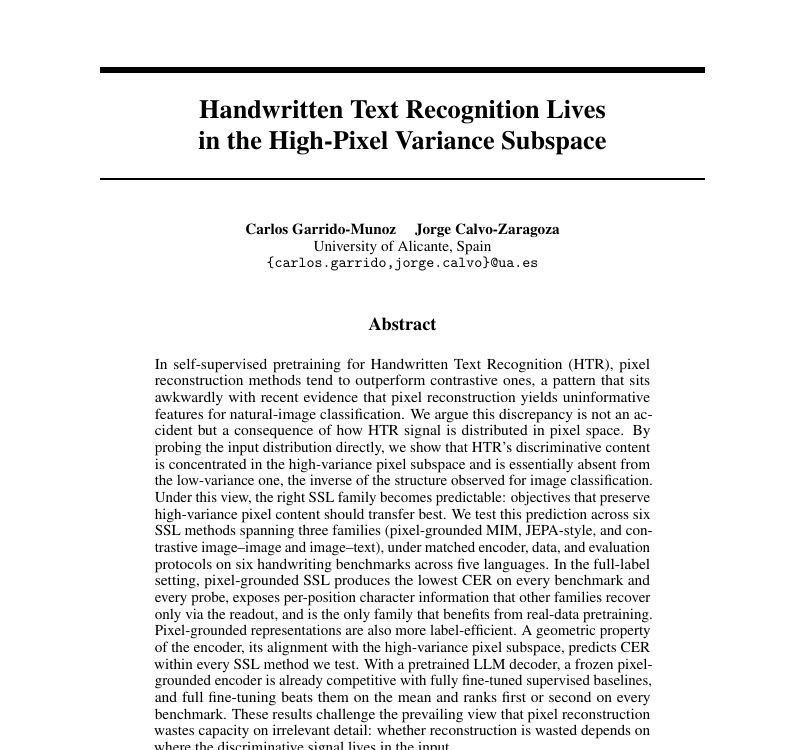 Handwritten Text Recognition Lives
in the High-Pixel Variance Subspace
Carlos Garrido-Munoz Jorge Calvo-Zaragoza
University of Alicante, Spain
{carlos.garrido,jorge.calvo}@ua.es
Abstract
In self-supervised pretraining for Handwritten Text Recognition (HTR), pixel
reconstruction methods tend to outperform contrastive ones, a pattern that sits
awkwardly with recent evidence that pixel reconstruction yields uninformative
features for natural-image classification. We argue this discrepancy is not an ac-
cident but a consequence of how HTR signal is distributed in pixel space. By
probing the input distribution directly, we show that HTR's discriminative content
is concentrated in the high-variance pixel subspace and is essentially absent from
the low-variance one, the inverse of the structure observed for image classification.
Under this view, the right SSL family becomes predictable: objectives that preserve
high-variance pixel content should transfer best. We test this prediction across six
SSL methods spanning three families (pixel-grounded MIM, JEPA-style, and con-
trastive image–image and image–text), under matched encoder, data, and evaluation
protocols on six handwriting benchmarks across five languages. In the full-label
setting, pixel-grounded SSL produces the lowest CER on every benchmark and
every probe, exposes per-position character information that other families recover
only via the readout, and is the only family that benefits from real-data pretraining.
Pixel-grounded representations are also more label-efficient. A geometric property
of the encoder, its alignment with the high-variance pixel subspace, predicts CER
within every SSL method we test. With a pretrained LLM decoder, a frozen pixel-
grounded encoder is already competitive with fully fine-tuned supervised baselines,
and full fine-tuning beats them on the mean and ranks first or second on every
benchmark. These results challenge the prevailing view that pixel reconstruction
wastes capacity on irrelevant detail: whether reconstruction is wasted depends on
where the discriminative signal lives in the input.